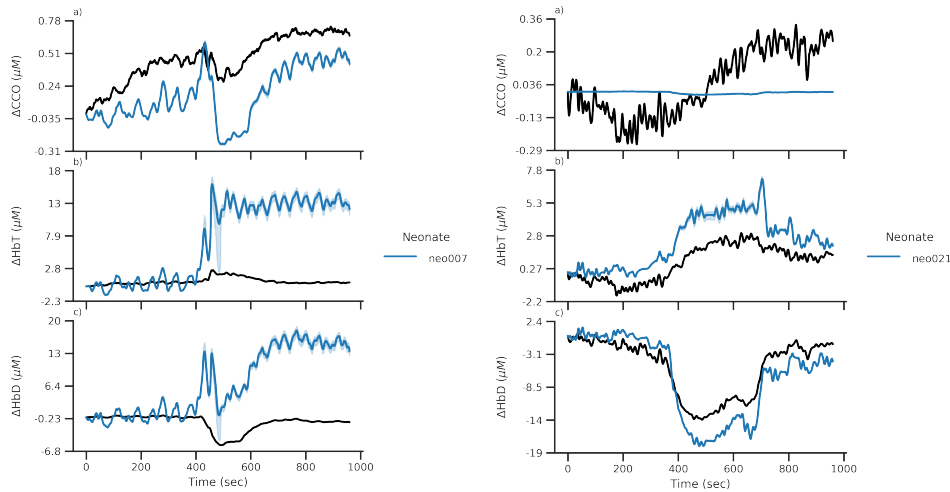 a)
0.78
0.51
0.24
-0.035
-0.31
ΔCCO (μM)
b)
18
13
7.9
2.8
-2.3
ΔHbT (μM)
c)
20
13
6.4
-0.23
-6.8
ΔHbD (μM)
0 200 400 600 800 1000
Time (sec)
Neonate
neo007
a)
0.36
0.2
0.036
-0.13
-0.29
ΔCCO (μM)
b)
7.8
5.3
2.8
0.27
-2.2
ΔHbT (μM)
c)
2.4
-3.1
-8.5
-14
-19
ΔHbD (μM)
0 200 400 600 800 1000
Time (sec)
Neonate
neo021